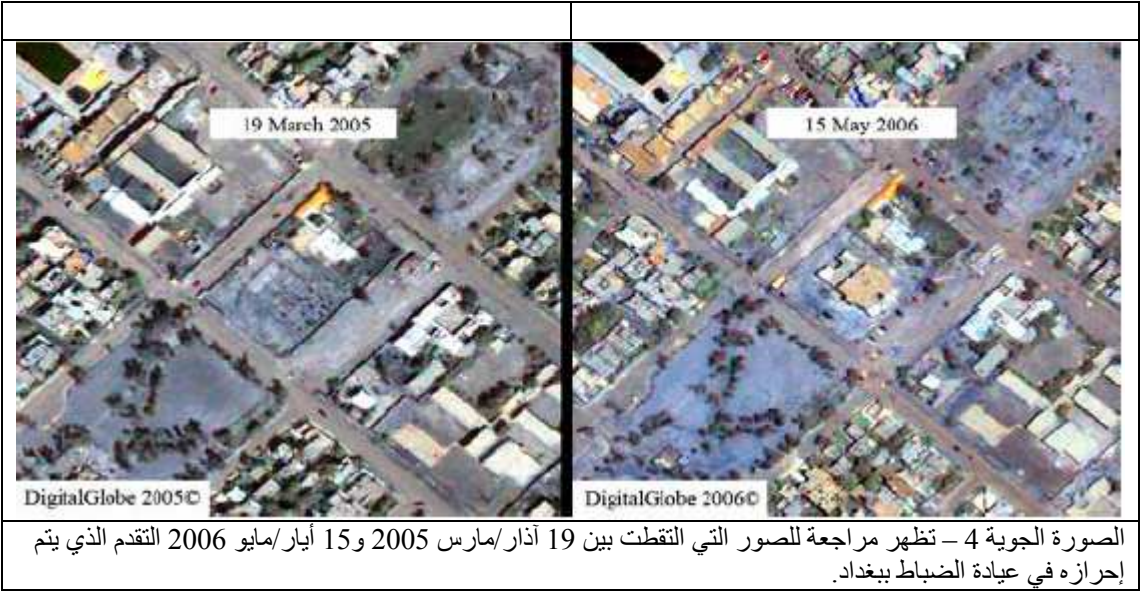 19 March 2005
15 May 2006
DigitalGlobe 2005©
DigitalGlobe 2006©
الصورة الجوية 4 – تظهر مراجعة للصور التي التقطت بين 19 آذار/مارس 2005 و15 أيار/مايو 2006 التقدم الذي يتم
إحرازه في عيادة الضباط ببغداد.